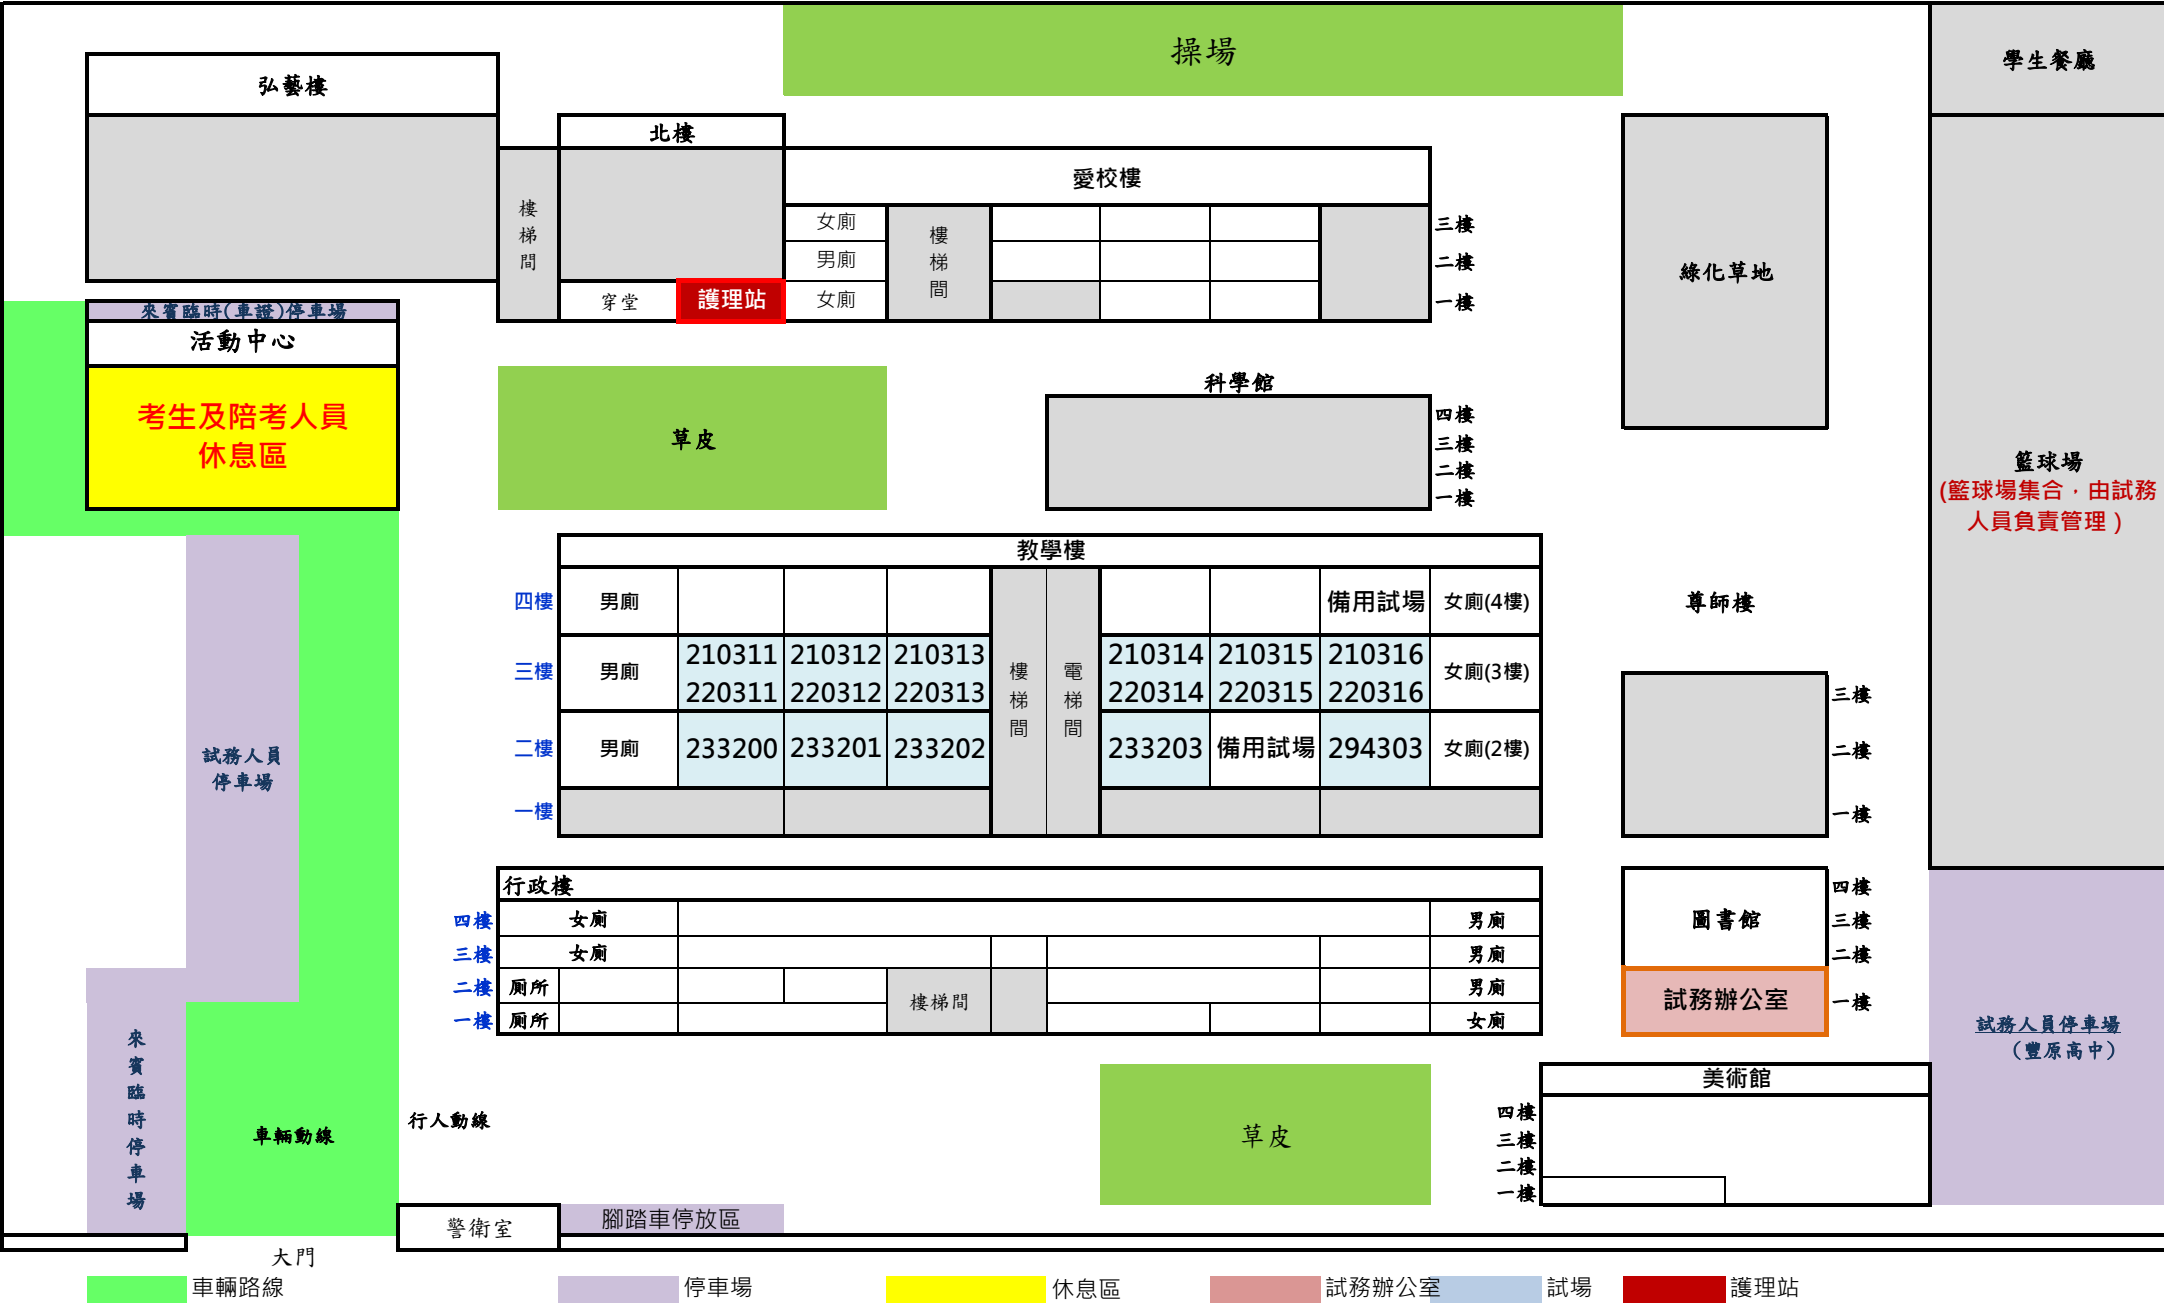 操場
學生餐廳
弘藝樓
北樓
愛校樓
樓梯間
女廁
樓梯間
三樓
男廁
二樓
綠化草地
穿堂
護理站
女廁
一樓
來賓臨時(車證)停車場
活動中心
考生及陪考人員
休息區
草皮
科學館
四樓
三樓
二樓
一樓
籃球場
(籃球場集合，由試務
人員負責管理)
教學樓
四樓
男廁
備用試場
女廁(4樓)
尊師樓
三樓
男廁
210311 210312 210313
220311 220312 220313
樓梯間
電梯間
210314 210315 210316
220314 220315 220316
女廁(3樓)
二樓
男廁
233200 233201 233202
233203 備用試場 294303
女廁(2樓)
一樓
三樓
二樓
一樓
試務人員
停車場
行政樓
四樓 女廁 男廁
三樓 女廁 男廁
二樓 厠所 男廁
樓梯間
一樓 厠所 女廁
圖書館
四樓
三樓
二樓
試務辦公室
一樓
試務人員停車場
(豐原高中)
來賓臨時停車場
車輛動線
行人動線
草皮
美術館
四樓
三樓
二樓
一樓
警衛室
腳踏車停放區
大門
車輛路線 停車場 休息區 試務辦公室 試場 護理站